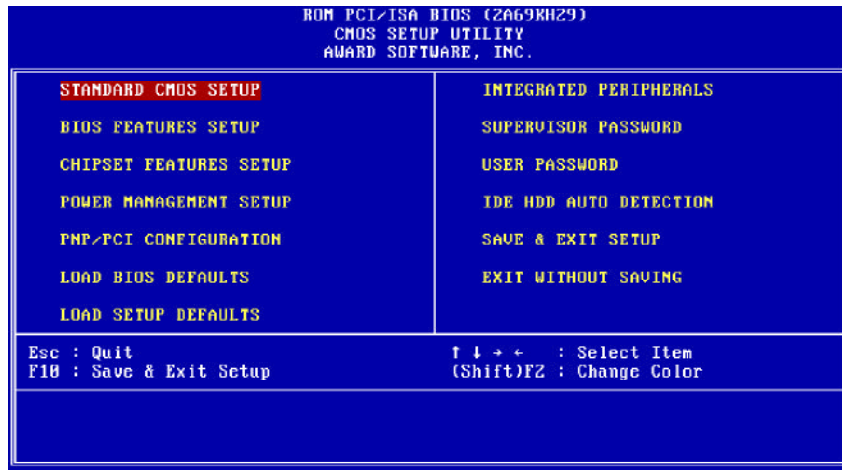 ROM PCI/ISA BIOS (2A69KH29)
CMOS SETUP UTILITY
AWARD SOFTWARE, INC.
STANDARD CMOS SETUP
BIOS FEATURES SETUP
CHIPSET FEATURES SETUP
POWER MANAGEMENT SETUP
PNP/PCI CONFIGURATION
LOAD BIOS DEFAULTS
LOAD SETUP DEFAULTS
INTEGRATED PERIPHERALS
SUPERVISOR PASSWORD
USER PASSWORD
IDE HDD AUTO DETECTION
SAVE & EXIT SETUP
EXIT WITHOUT SAVING
Esc : Quit
F10 : Save & Exit Setup
↑ ↓ → ← : Select Item
(Shift)F2 : Change Color